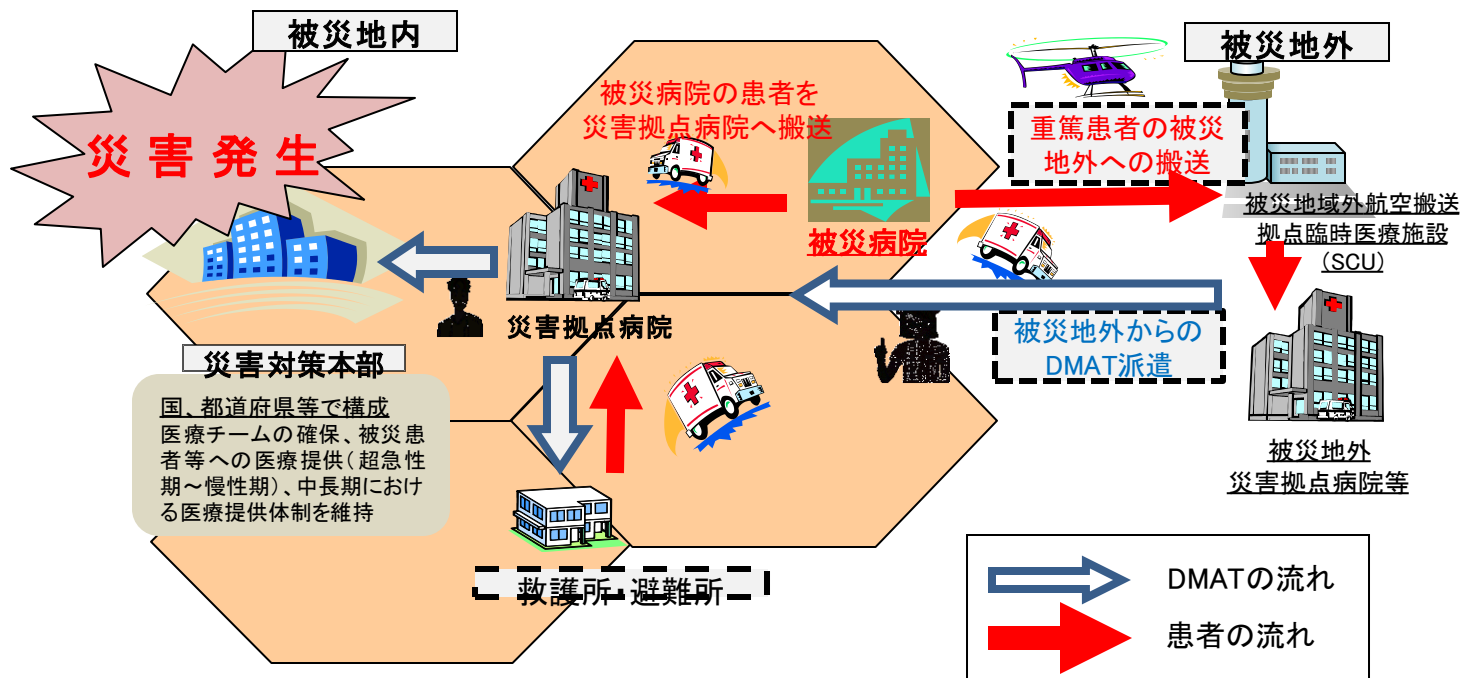 被災地内
災害発生
被災病院の患者を
災害拠点病院へ搬送
被災病院
被災地外
重篤患者の被災
地外への搬送
被災地域外航空搬送
拠点臨時医療施設
(SCU)
災害拠点病院
被災地外からの
DMAT派遣
被災地外
災害拠点病院等
災害対策本部
国、都道府県等で構成
医療チームの確保、被災患
者等への医療提供(超急性
期~慢性期)、中長期におけ
る医療提供体制を維持
救護所・避難所
DMATの流れ
患者の流れ